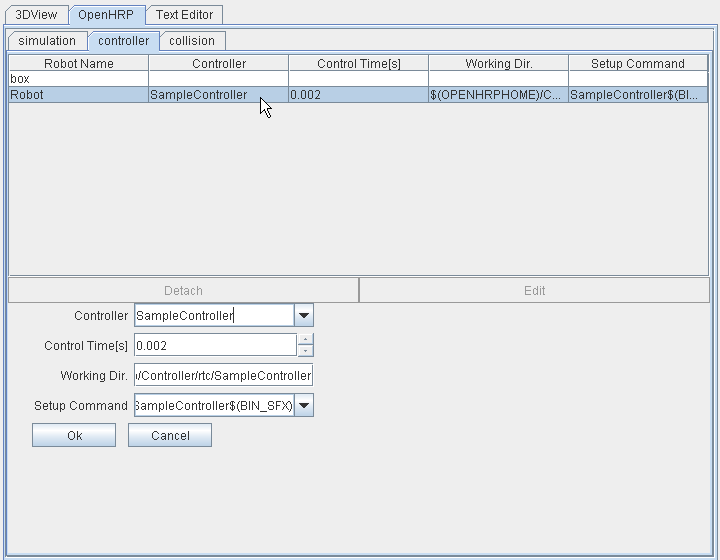 3DView OpenHRP Text Editor
simulation controller collision
Robot Name Controller Control Time[s] Working Dir. Setup Command
box
Robot SampleController 0.002 $(OPENHRPHOME)/C... SampleController$(BI...
Detach Edit
Controller SampleController
Control Time[s] 0.002
Working Dir. /Controller/rtc/SampleController
Setup Command SampleController$(BIN_SFX)
Ok Cancel